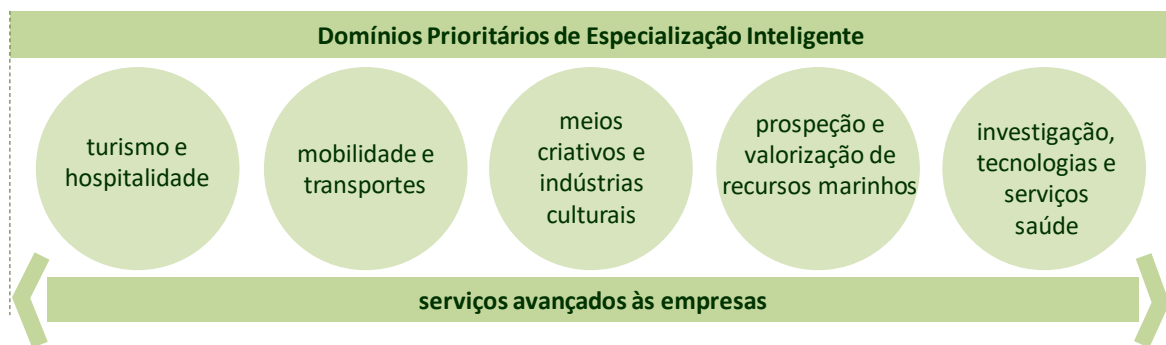 Domínios Prioritários de Especialização Inteligente
turismo e
hospitalidade
mobilidade e
transportes
meios
criativos e
indústrias
culturais
prospeção e
valorização de
recursos marinhos
investigação,
tecnologias e
serviços
saúde
serviços avançados às empresas